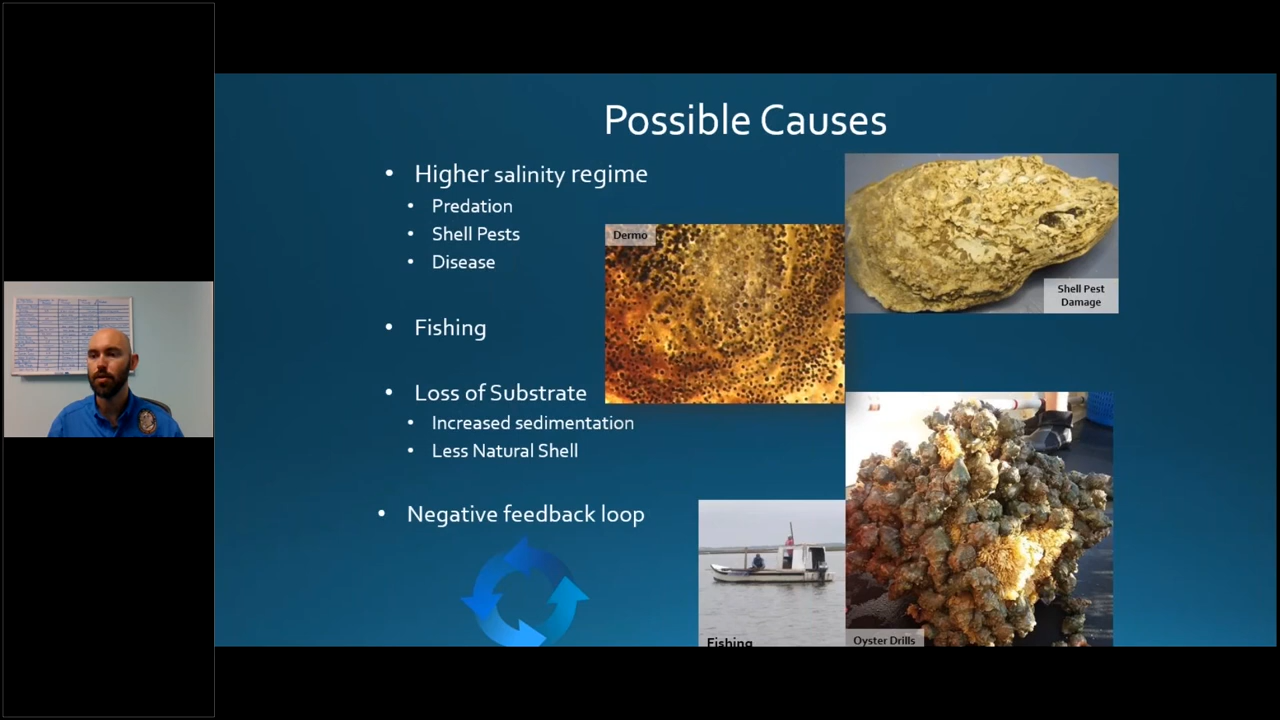 Possible Causes
• Higher salinity regime
• Predation
• Shell Pests
• Disease
• Fishing
• Loss of Substrate
• Increased sedimentation
• Less Natural Shell
• Negative feedback loop
Dermo
Shell Pest
Damage
Fishing
Oyster Drills